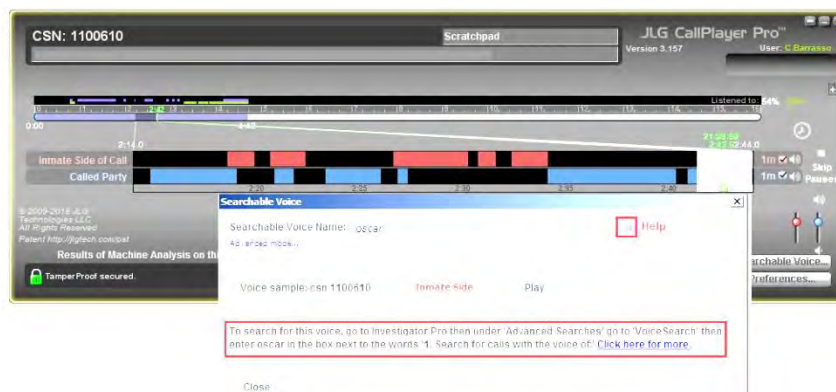 CSN: 1100610
Scratchpad
JLG CallPlayer Pro™
Version 3.157
User: C.Barrasso
Listened to: 54%
0:00
2:42
4:42
2:14.0
Inmate Side of Call
1m
Called Party
1m
Skip
Pauses
2:20
2:25
2:30
2:35
2:40
Searchable Voice
X
Searchable Voice Name: oscar
Help
Advanced mode...
©2009-2016 JLG
Technologies LLC
All Rights Reserved
Patent http://jlgtech.com/pat
Results of Machine Analysis on thi
TamperProof secured.
archable Voice...
Preferences...
Voice sample: csn 1100610
Inmate Side
Play
To search for this voice, go to Investigator Pro then under 'Advanced Searches' go to 'VoiceSearch' then
enter oscar in the box next to the words '1. Search for calls with the voice of:' Click here for more.
Close